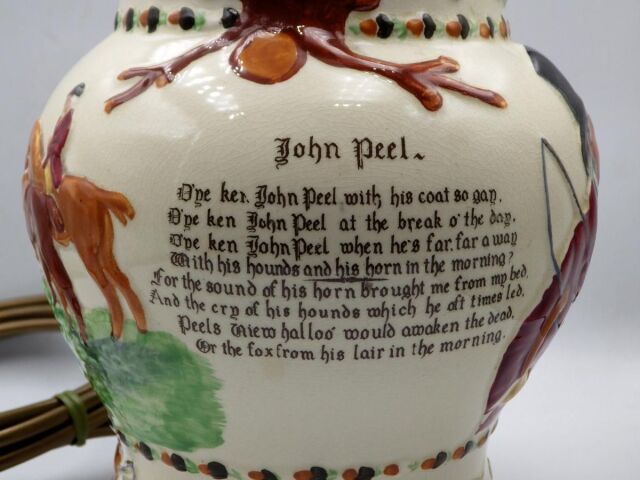 John Peel.
D'ye ken John Peel with his coat so gay,
D'ye ken John Peel at the break o' the day,
D'ye ken John Peel when he's far, far away
With his hounds and his horn in the morning?
For the sound of his horn brought me from my bed,
And the cry of his hounds which he oft times led,
Peels View halloo' would awaken the dead,
Or the fox from his lair in the morning.